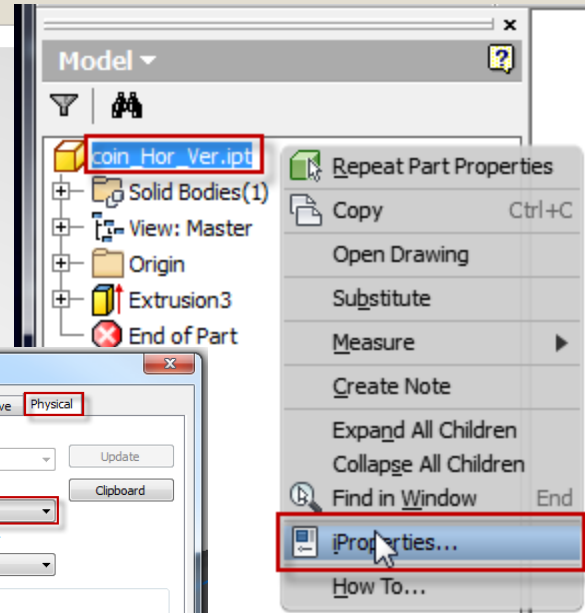 Model
coin_Hor_Ver.ipt
Solid Bodies(1)
View: Master
Origin
Extrusion3
End of Part
Repeat Part Properties
Copy Ctrl+C
Open Drawing
Substitute
Measure
Create Note
Expand All Children
Collapse All Children
Find in Window End
iProperties...
How To...
Physical
Update
Clipboard